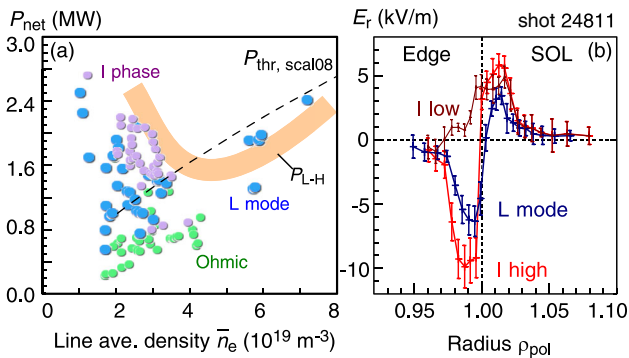 P_net (MW)
3.0
2.4
1.6
0.8
0.0
(a)
I phase
P_thr, scal08
P_L-H
L mode
Ohmic
0 2 4 6 8
Line ave. density n̅_e (10^19 m^-3)
E_r (kV/m)
shot 24811
5
0
-5
-10
Edge
SOL
(b)
I low
L mode
I high
0.95 1.00 1.05 1.10
Radius ρ_pol